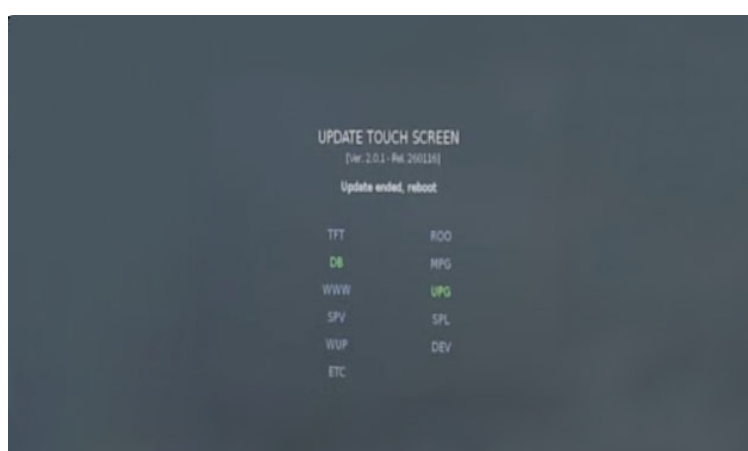 UPDATE TOUCH SCREEN
[Ver. 2.0.1 - Rel. 260116]
Update ended, reboot
TFT ROO
DB MPG
WWW UPG
SPV SPL
WUP DEV
ETC